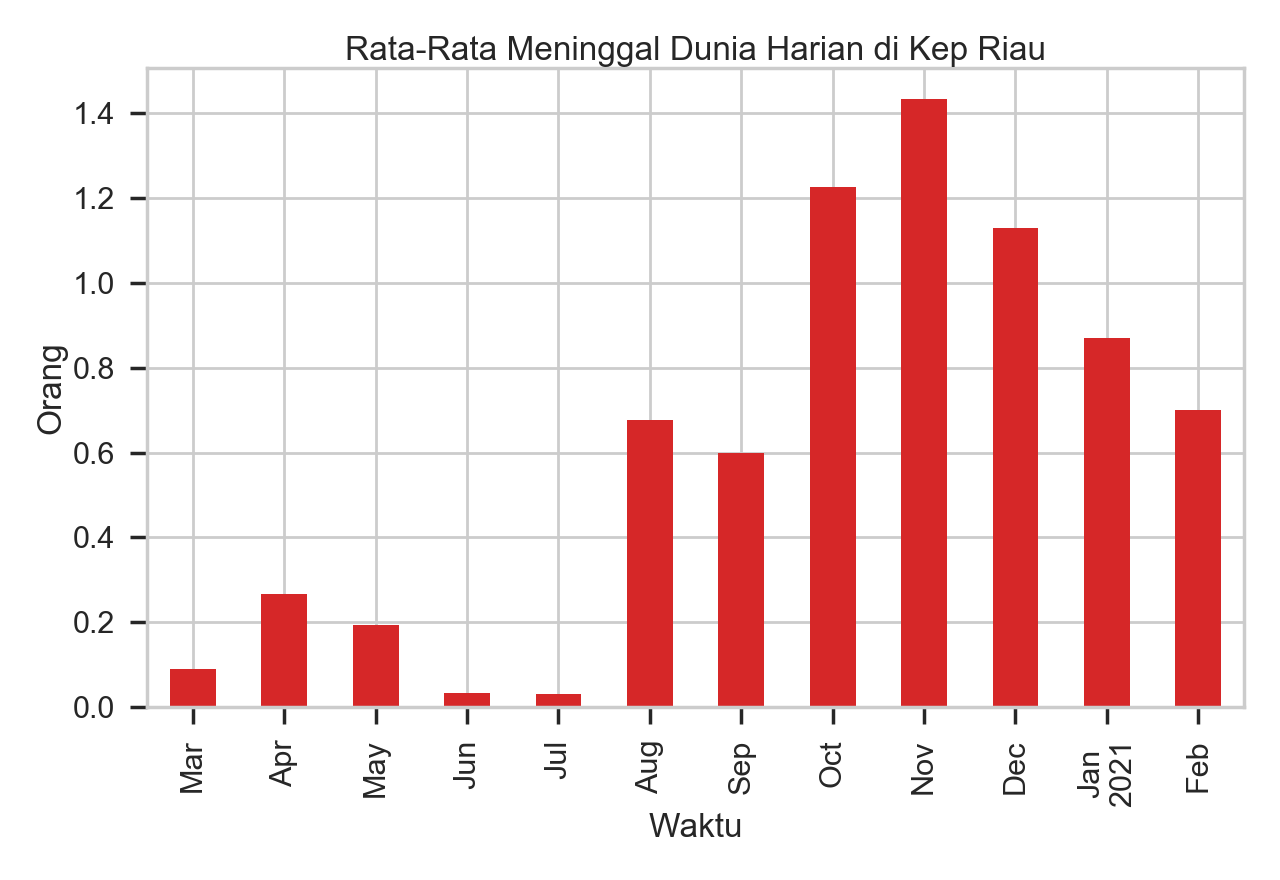 Rata-Rata Meninggal Dunia Harian di Kep Riau
1.4
1.2
1.0
0.8
0.6
0.4
0.2
0.0
Orang
Mar
Apr
May
Jun
Jul
Aug
Sep
Oct
Nov
Dec
Jan
2021
Feb
Waktu